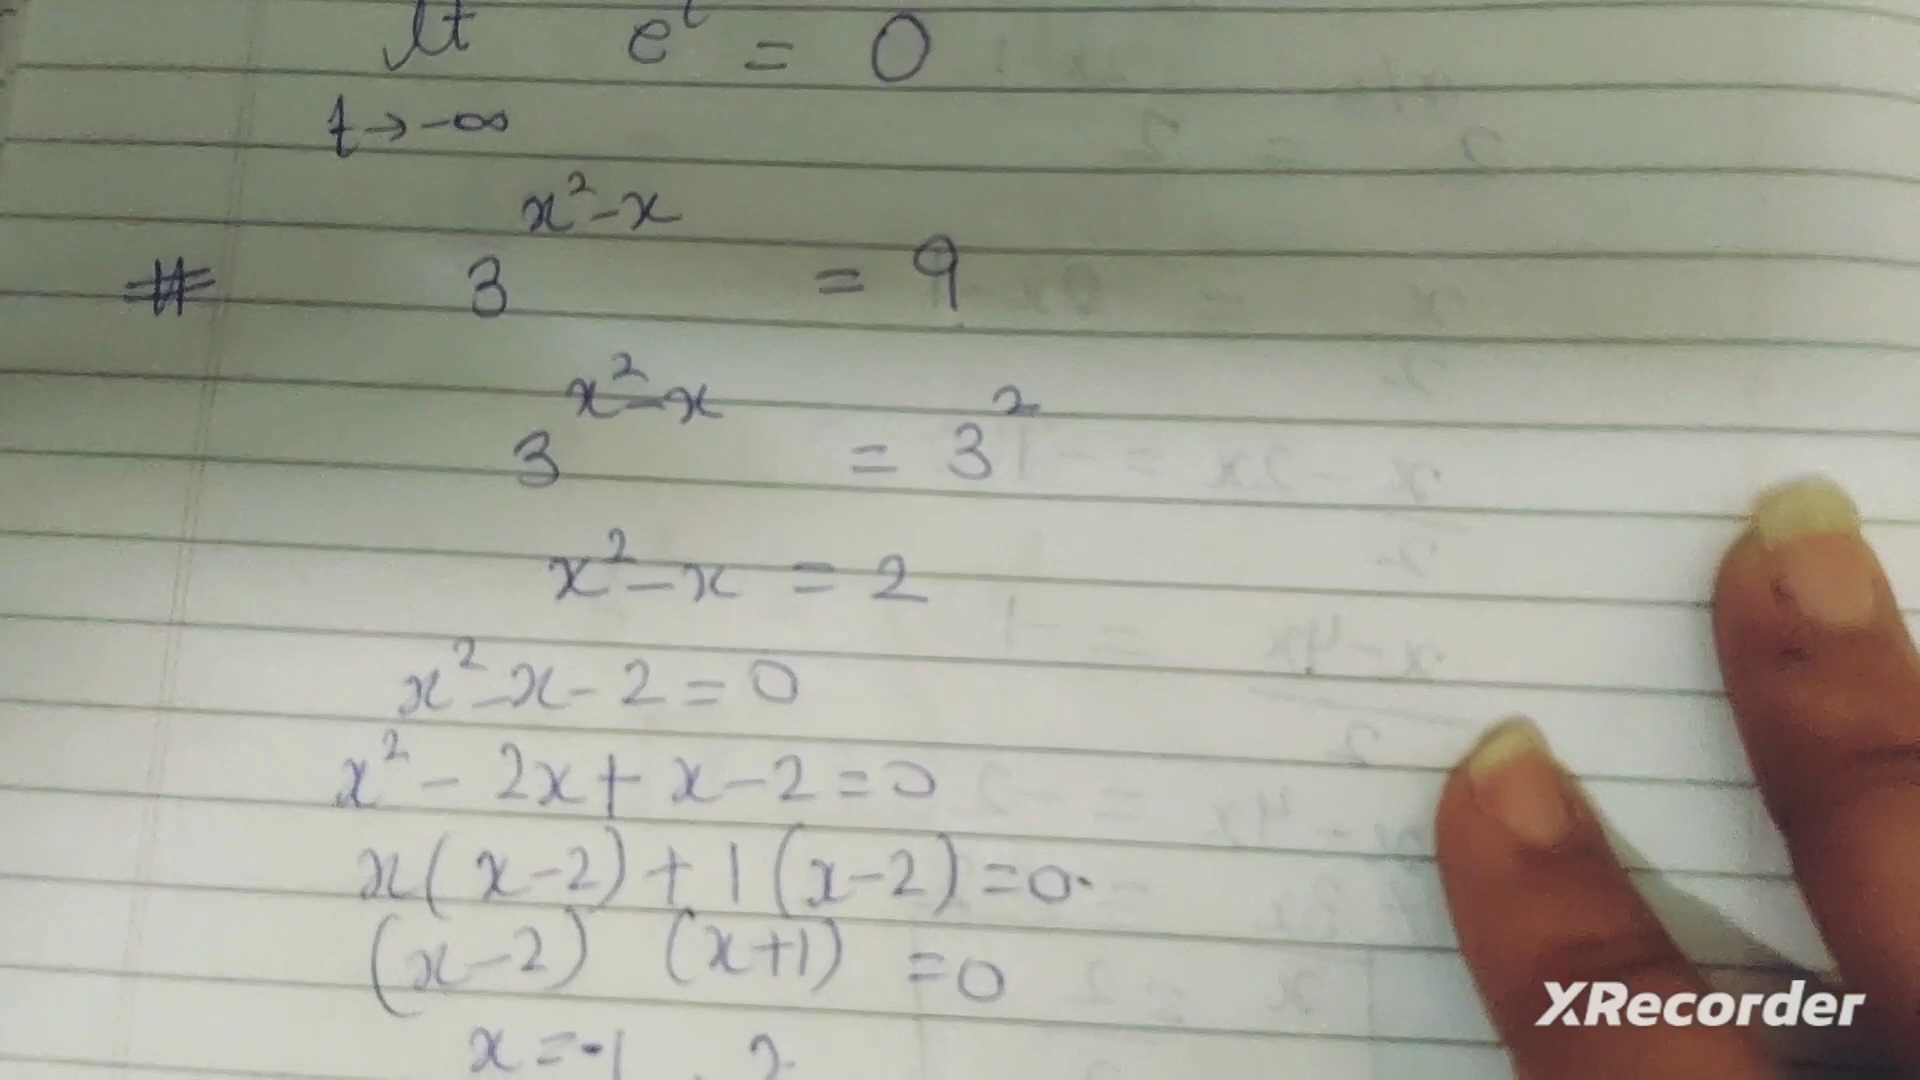 lt e^t = 0
t→-∞
# 3^(x²-x) = 9
3^(x²-x) = 3²
x²-x = 2
x²-x-2=0
x²-2x+x-2=0
x(x-2)+1(x-2)=0.
(x-2) (x+1) =0
x=-1, 2
XRecorder